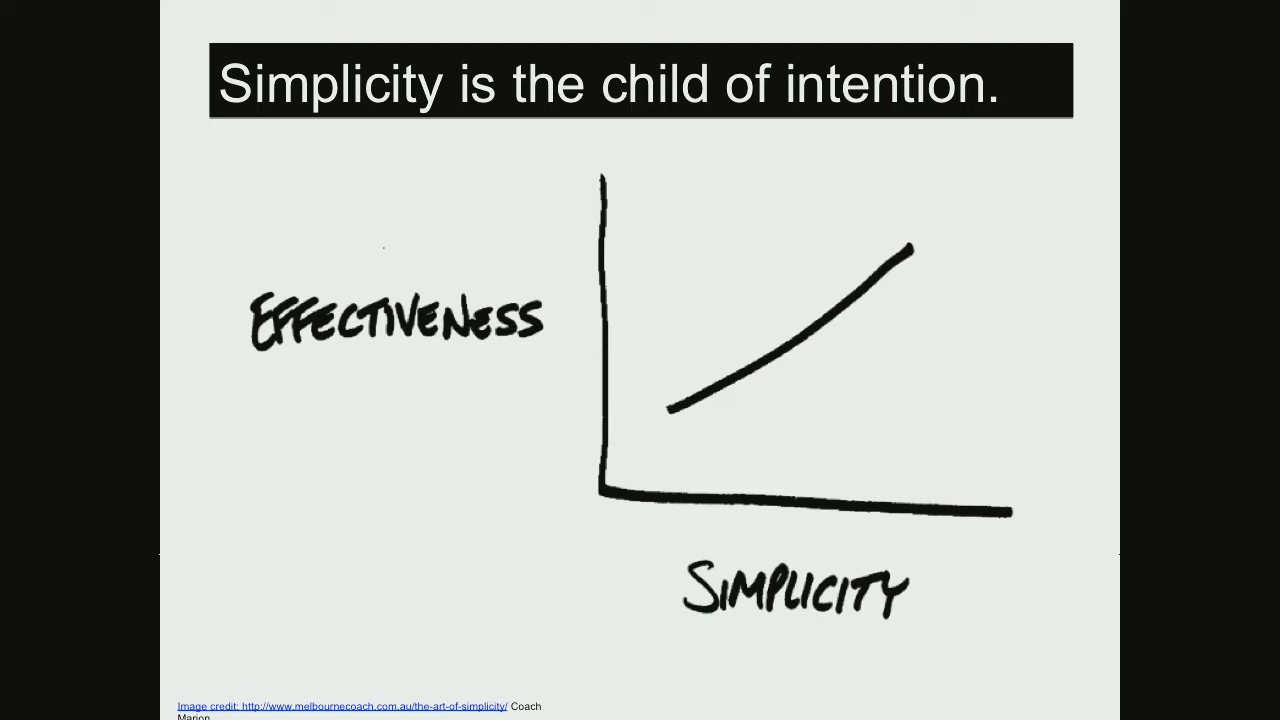 Simplicity is the child of intention.
EFFECTIVENESS
SIMPLICITY
Image credit: http://www.melbournecoach.com.au/the-art-of-simplicity/ Coach
Marion